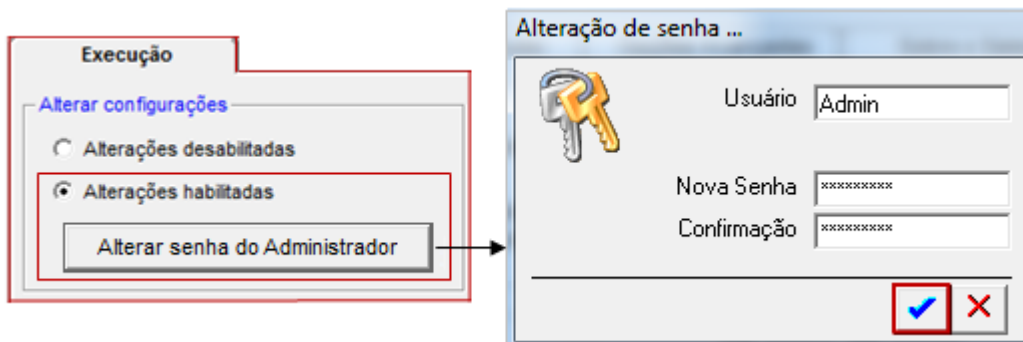 Execução
Alterar configurações
Alterações desabilitadas
Alterações habilitadas
Alterar senha do Administrador
Alteração de senha ...
Usuário Admin
Nova Senha ×××××××××
Confirmação ×××××××××